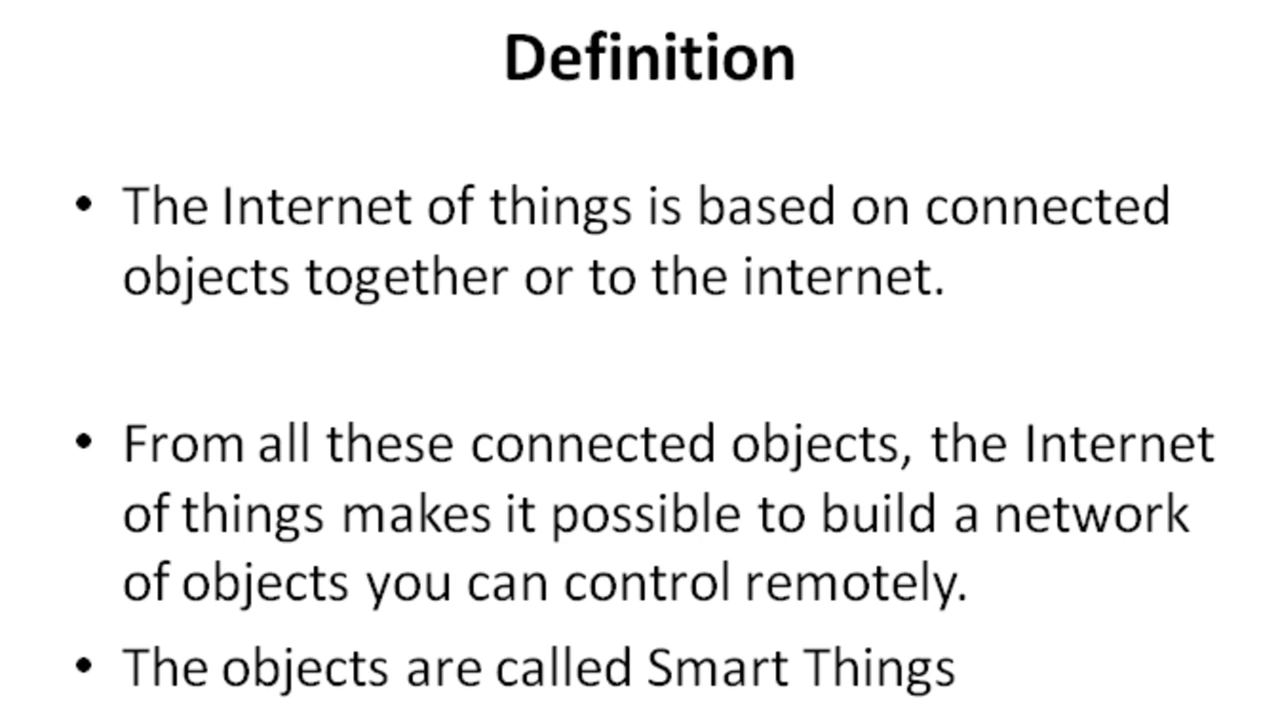 Definition
• The Internet of things is based on connected
objects together or to the internet.
• From all these connected objects, the Internet
of things makes it possible to build a network
of objects you can control remotely.
• The objects are called Smart Things